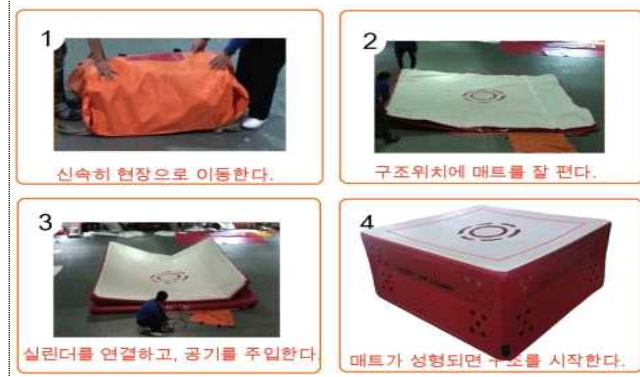 1
신속히 현장으로 이동한다.
2
구조위치에 매트를 잘 편다.
3
실린더를 연결하고, 공기를 주입한다.
4
매트가 성형되면 구조를 시작한다.